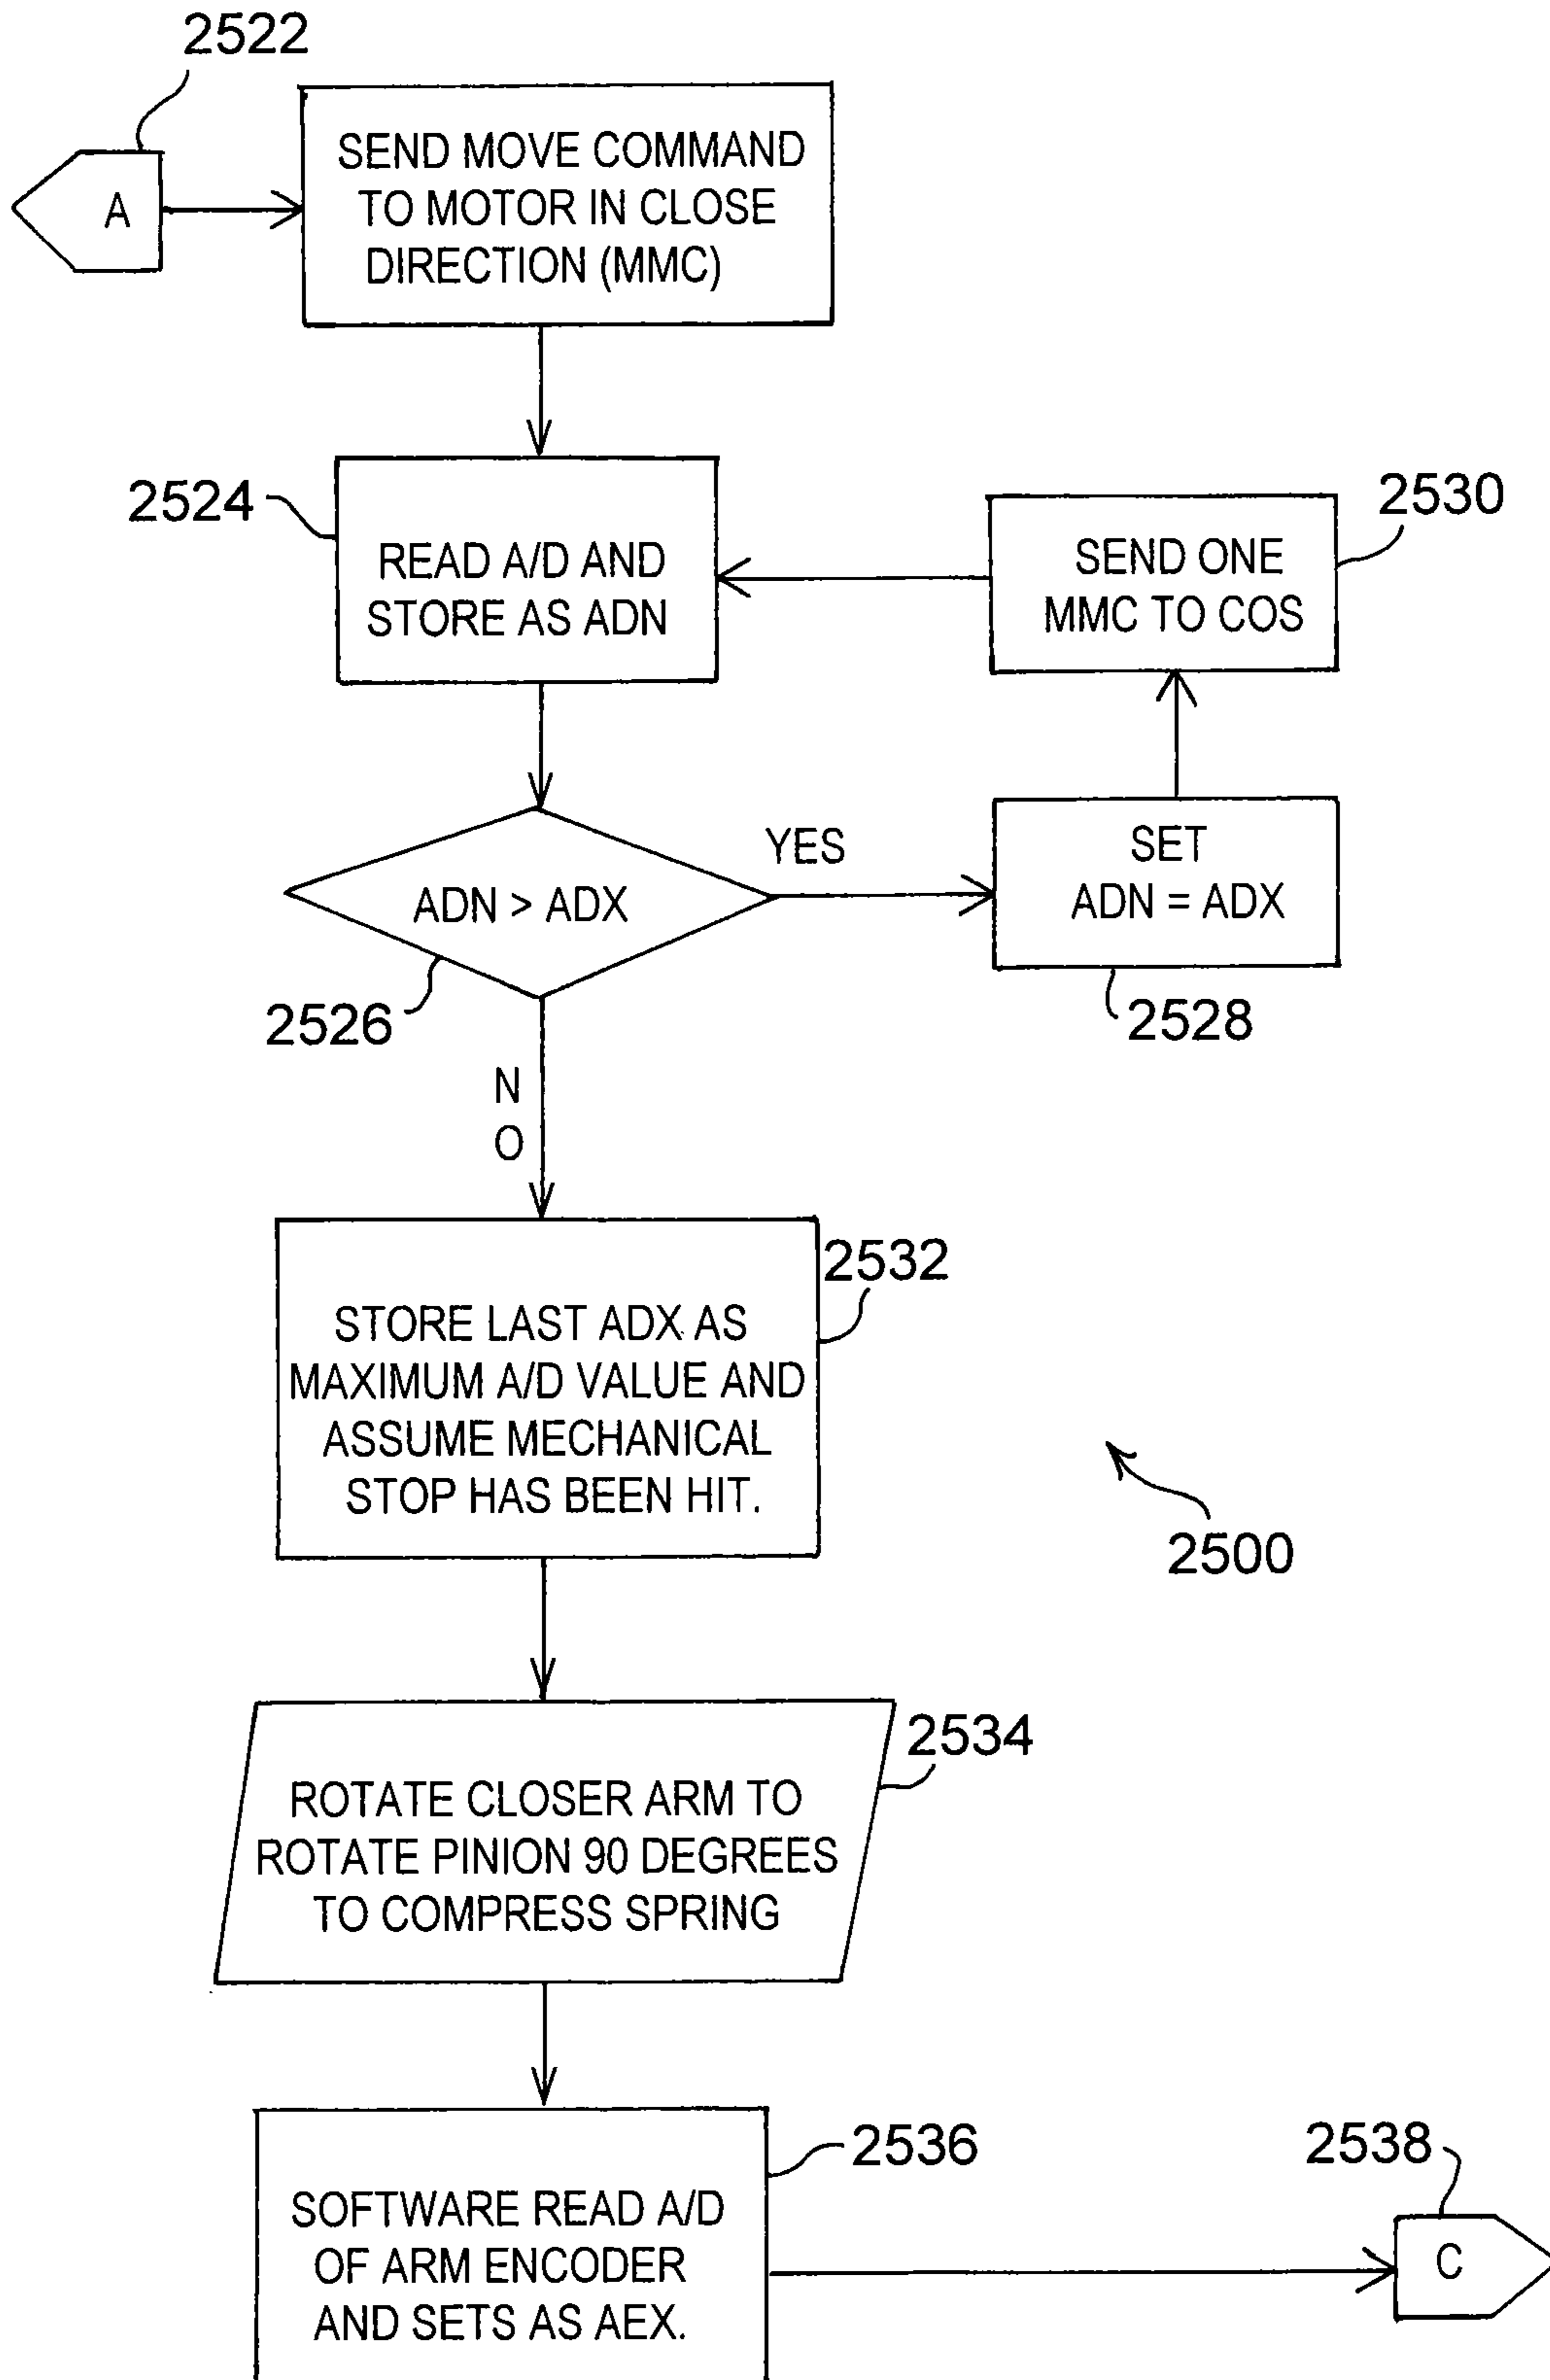 2522
A
SEND MOVE COMMAND
TO MOTOR IN CLOSE
DIRECTION (MMC)
2524
READ A/D AND
STORE AS ADN
2530
SEND ONE
MMC TO COS
YES
SET
ADN = ADX
ADN > ADX
2526
2528
N
O
2532
STORE LAST ADX AS
MAXIMUM A/D VALUE AND
ASSUME MECHANICAL
STOP HAS BEEN HIT.
2500
2534
ROTATE CLOSER ARM TO
ROTATE PINION 90 DEGREES
TO COMPRESS SPRING
2536
2538
SOFTWARE READ A/D
OF ARM ENCODER
AND SETS AS AEX.
C